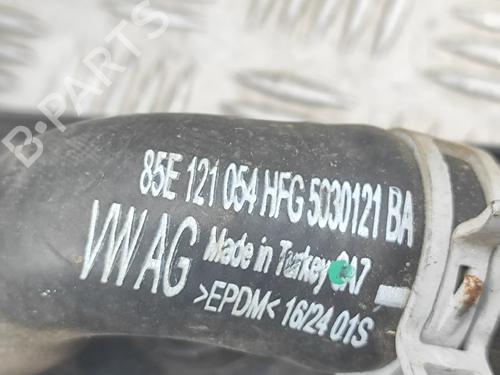 B-PARTS
85E 121 054 HFG 5030121 BA
VW AG Made in Turkey
>EPDM< 16/24 01S